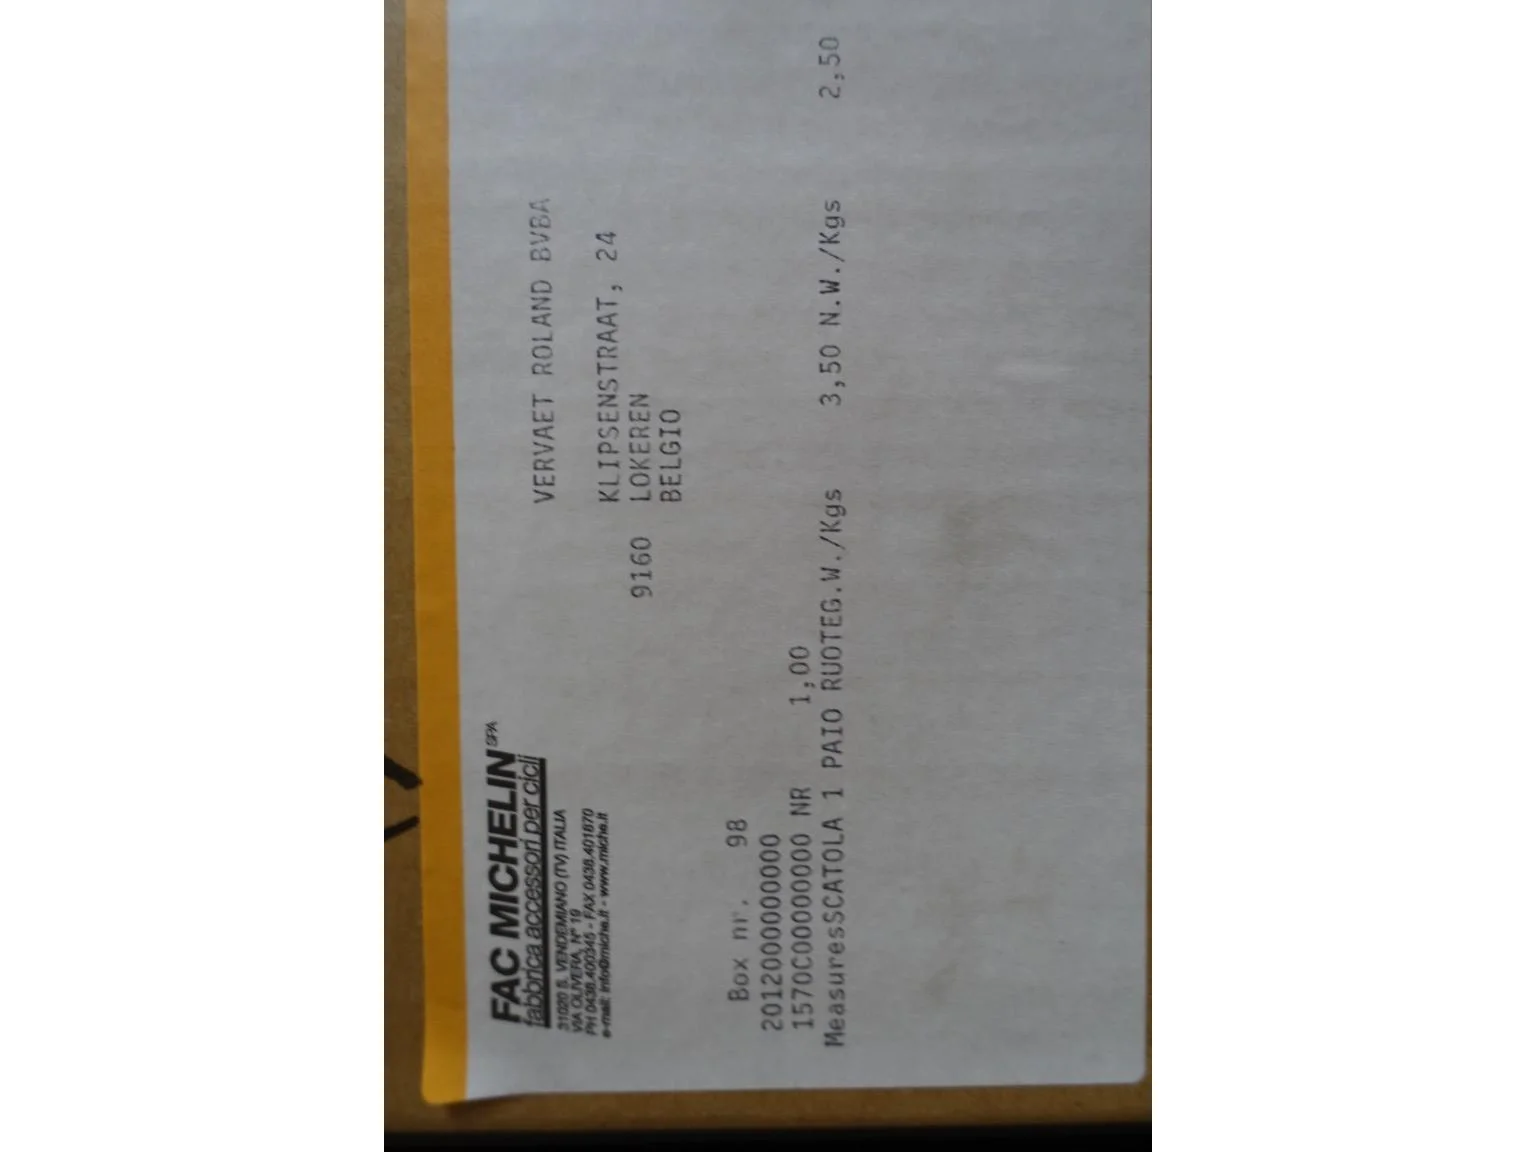 FAC MICHELIN SPA
fabbrica accessori per cicli
31020 S. VENDEMIANO (TV) ITALIA
VIA OLIVERA, N° 19
PH 0438.400345 - FAX 0438.401870
e-mail: info@miche.it - www.miche.it
VERVAET ROLAND BVBA
KLIPSENSTRAAT, 24
9160 LOKEREN
BELGIO
Box nr. 98
2012000000000
1570C00000000 NR 1,00
MeasuresSCATOLA 1 PAIO RUOTEG.W./Kgs 3,50 N.W./Kgs 2,50